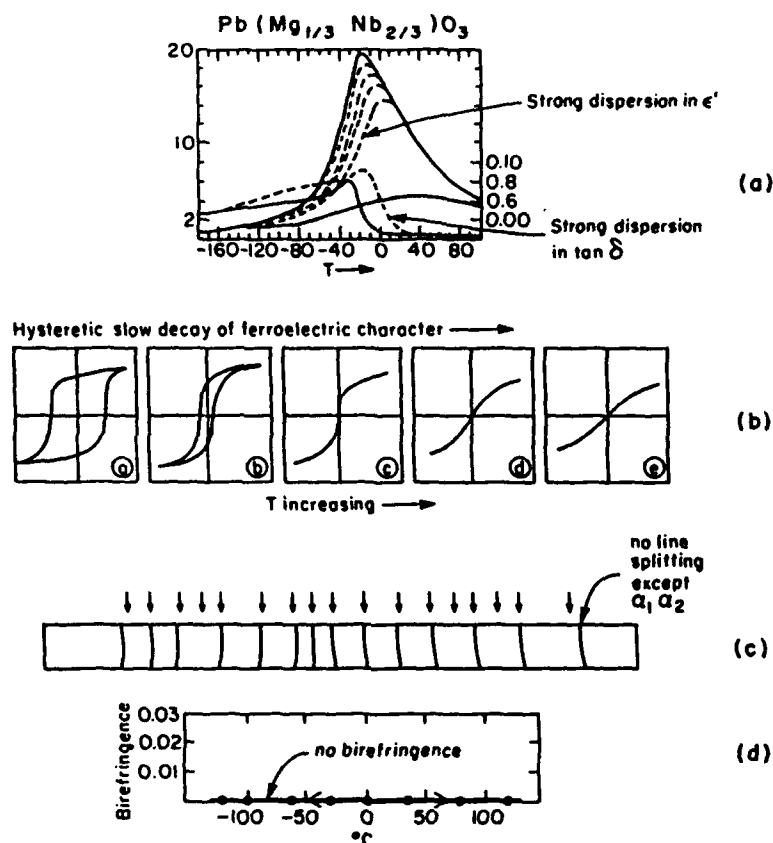 Pb (Mg1/3 Nb2/3)O3
20
10
2
Strong dispersion in ϵ'
0.10
0.8
0.6
0.00
(a)
Strong dispersion
in tan δ
-160 -120 -80 -40 0 40 80
T
Hysteretic slow decay of ferroelectric character
a b c d e
(b)
T increasing
no line
splitting
except
α1 α2
(c)
Birefringence
0.03
0.02
0.01
no birefringence
(d)
-100 -50 0 50 100
°C